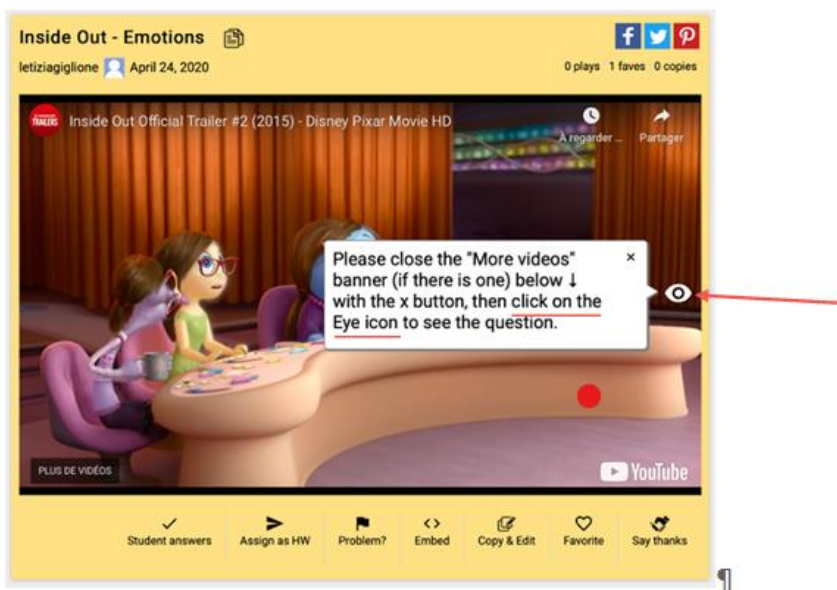 Inside Out - Emotions
letiziagiglione April 24, 2020
0 plays 1 faves 0 copies
TRAILERS
Inside Out Official Trailer #2 (2015) - Disney Pixar Movie HD
À regarder ...
Partager
Please close the "More videos"
banner (if there is one) below ↓
with the x button, then click on the
Eye icon to see the question.
×
PLUS DE VIDÉOS
YouTube
Student answers
Assign as HW
Problem?
Embed
Copy & Edit
Favorite
Say thanks
¶